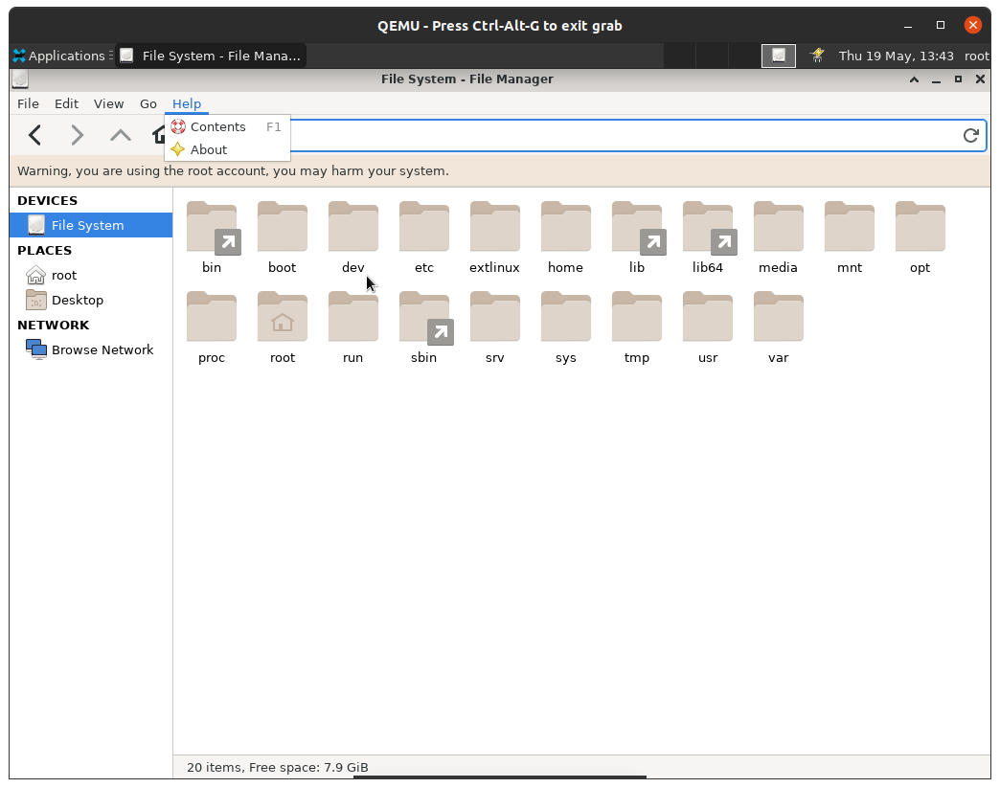 QEMU - Press Ctrl-Alt-G to exit grab
Applications File System - File Mana... Thu 19 May, 13:43 root
File System - File Manager
File Edit View Go Help
Contents F1
About
Warning, you are using the root account, you may harm your system.
DEVICES
File System
PLACES
root
Desktop
NETWORK
Browse Network
bin boot dev etc extlinux home lib lib64 media mnt opt
proc root run sbin srv sys tmp usr var
20 items, Free space: 7.9 GiB